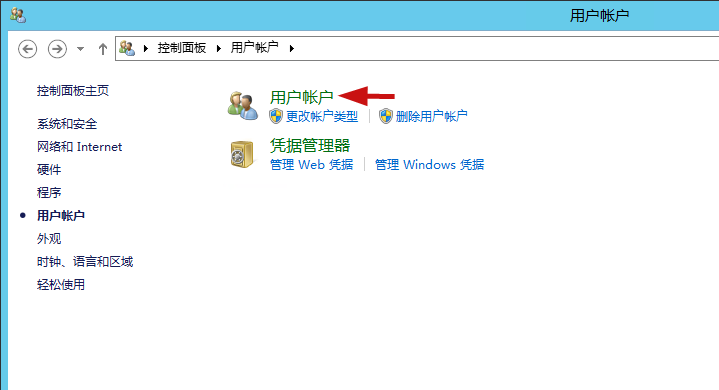 用户帐户
控制面板 用户帐户
控制面板主页
系统和安全
网络和 Internet
硬件
程序
用户帐户
外观
时钟、语言和区域
轻松使用
用户帐户
更改帐户类型 删除用户帐户
凭据管理器
管理 Web 凭据 管理 Windows 凭据